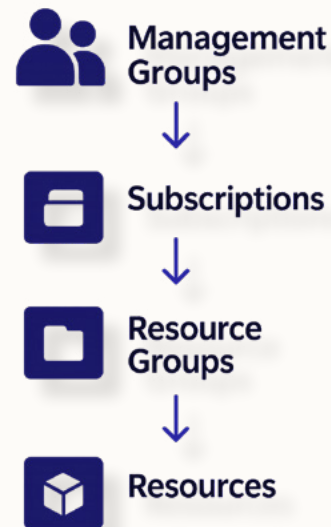 Management
Groups
Subscriptions
Resource
Groups
Resources